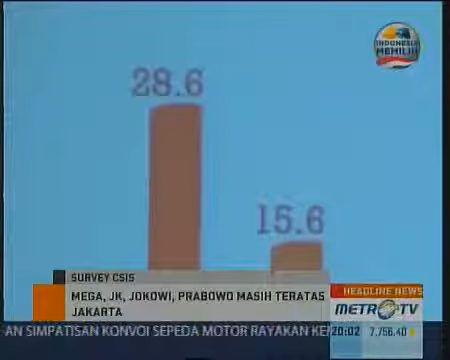 INDONESIA
MEMILIH
28.6
15.6
SURVEY CSIS
MEGA, JK, JOKOWI, PRABOWO MASIH TERATAS
JAKARTA
HEADLINE NEWS
METRO TV
AN SIMPATISAN KONVOI SEPEDA MOTOR RAYAKAN KE
20:02
7,756.40